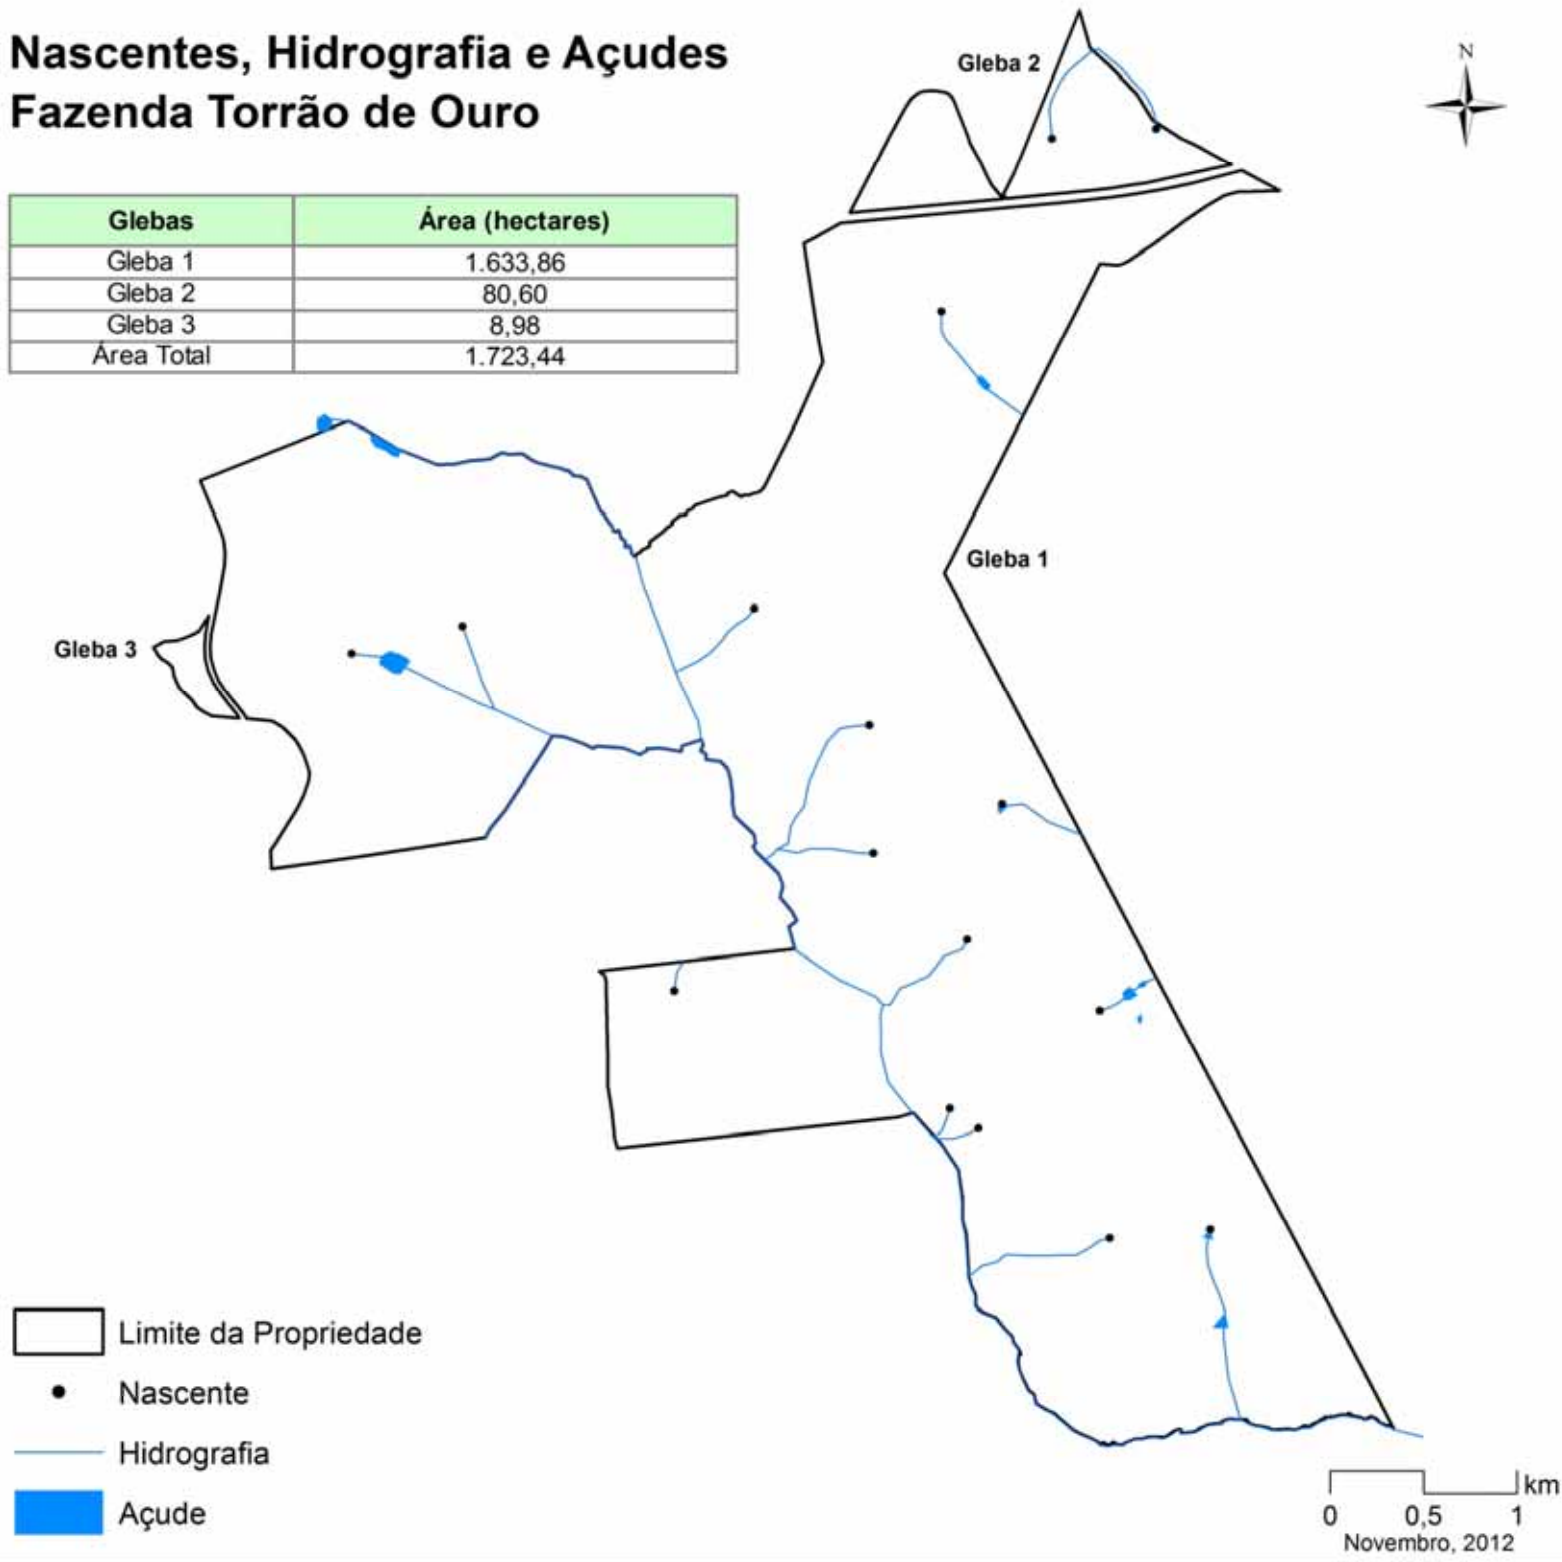 Nascentes, Hidrografia e Açudes
Fazenda Torrão de Ouro
Glebas Área (hectares)
Gleba 1 1.633,86
Gleba 2 80,60
Gleba 3 8,98
Área Total 1.723,44
Gleba 2
N
Gleba 1
Gleba 3
Limite da Propriedade
Nascente
Hidrografia
Açude
km
0 0,5 1
Novembro, 2012